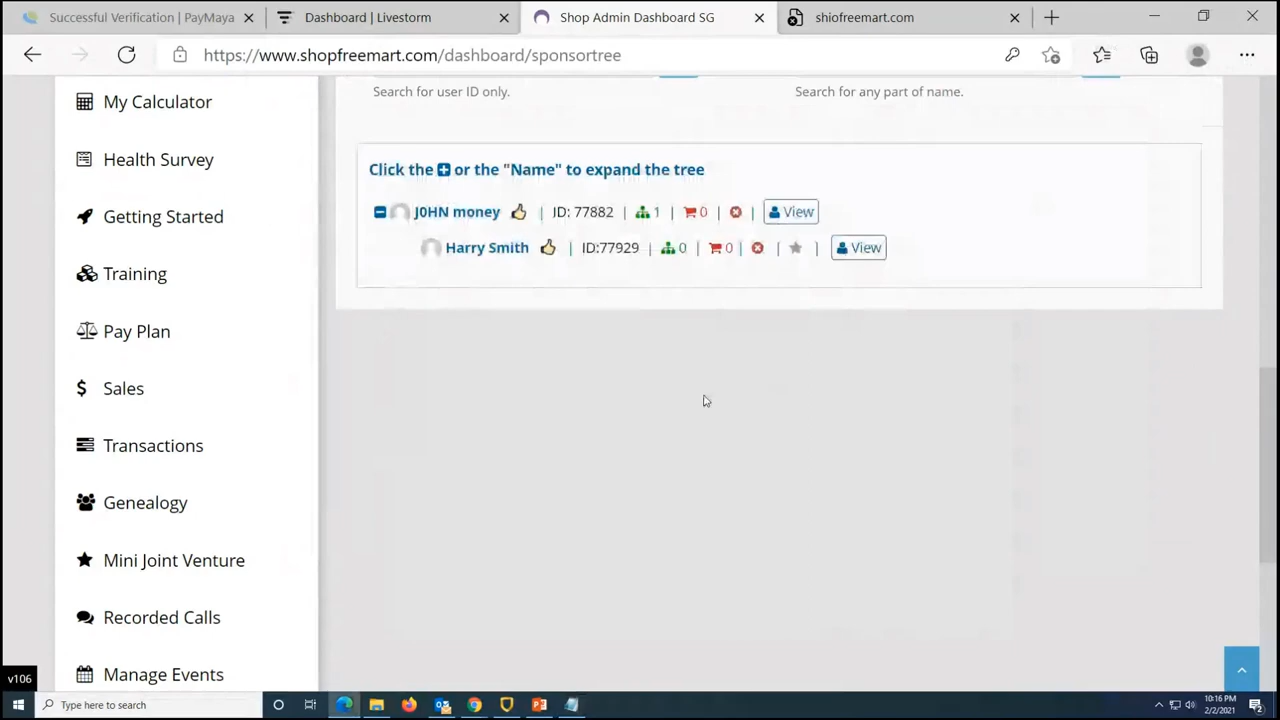 Successful Verification | PayMaya
Dashboard | Livestorm
Shop Admin Dashboard SG
shiofreemart.com
https://www.shopfreemart.com/dashboard/sponsortree
My Calculator
Health Survey
Getting Started
Training
Pay Plan
Sales
Transactions
Genealogy
Mini Joint Venture
Recorded Calls
Manage Events
v106
Search for user ID only.
Search for any part of name.
Click the or the "Name" to expand the tree
J0HN money | ID: 77882 | 1 | 0 | | View
Harry Smith | ID:77929 | 0 | 0 | | | View
Type here to search
10:16 PM
2/2/2021
2